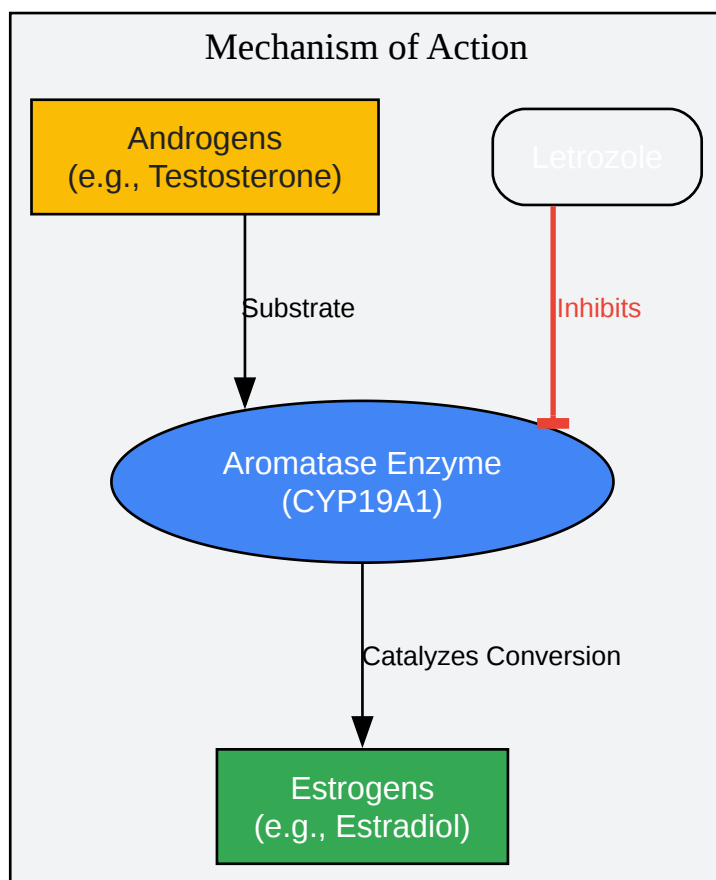 Mechanism of Action
Androgens
(e.g., Testosterone)
Letrozole
Substrate
Inhibits
Aromatase Enzyme
(CYP19A1)
Catalyzes Conversion
Estrogens
(e.g., Estradiol)